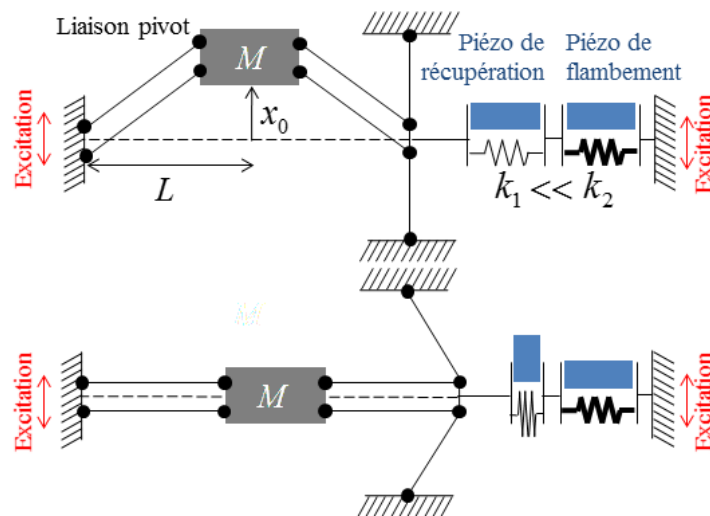 Liaison pivot
M
Piézo de
récupération
Piézo de
flambement
Excitation
x₀
Excitation
L
k₁ << k₂
M
Excitation
M
Excitation